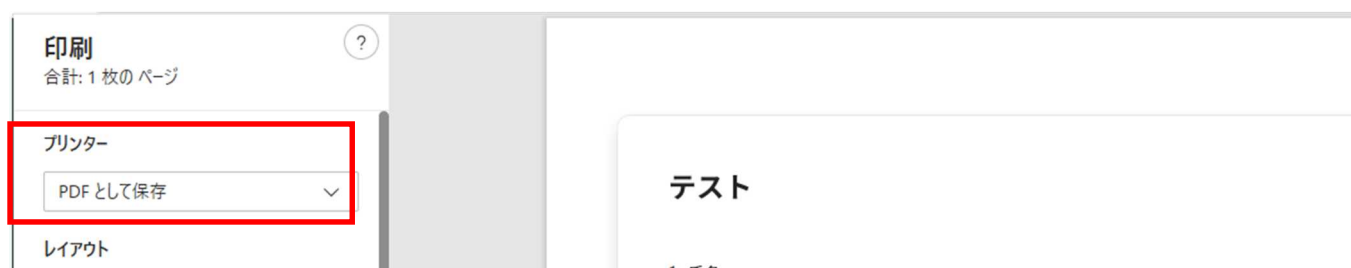 印刷
?
合計: 1 枚の ページ
プリンター
PDF として保存
レイアウト
テスト